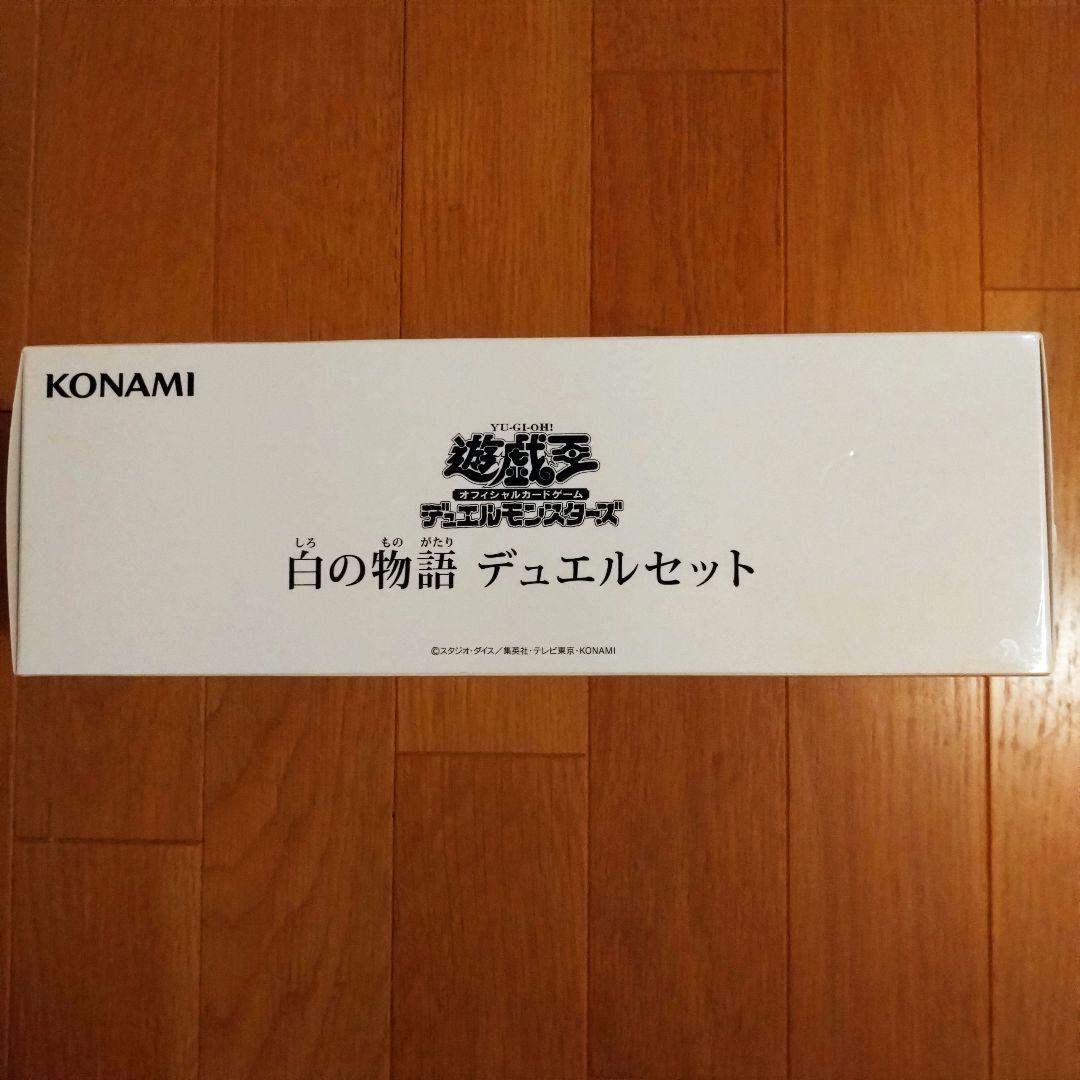 KONAMI
YU-GI-OH!
遊戯王
オフィシャルカードゲーム
デュエルモンスターズ
しろ もの がたり
白の物語 デュエルセット
©スタジオ・ダイス/集英社・テレビ東京・KONAMI